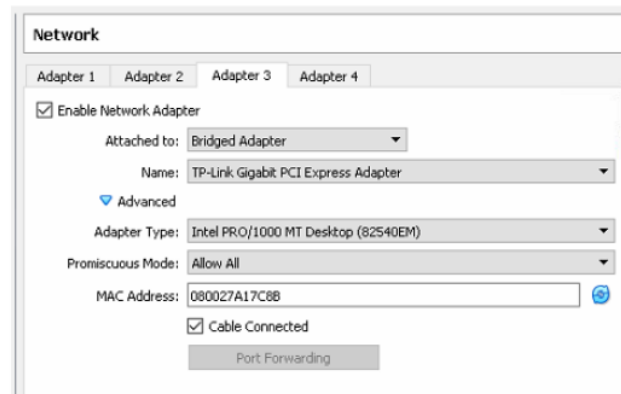 Network
Adapter 1 Adapter 2 Adapter 3 Adapter 4
Enable Network Adapter
Attached to: Bridged Adapter
Name: TP-Link Gigabit PCI Express Adapter
Advanced
Adapter Type: Intel PRO/1000 MT Desktop (82540EM)
Promiscuous Mode: Allow All
MAC Address: 080027A17C8B
Cable Connected
Port Forwarding